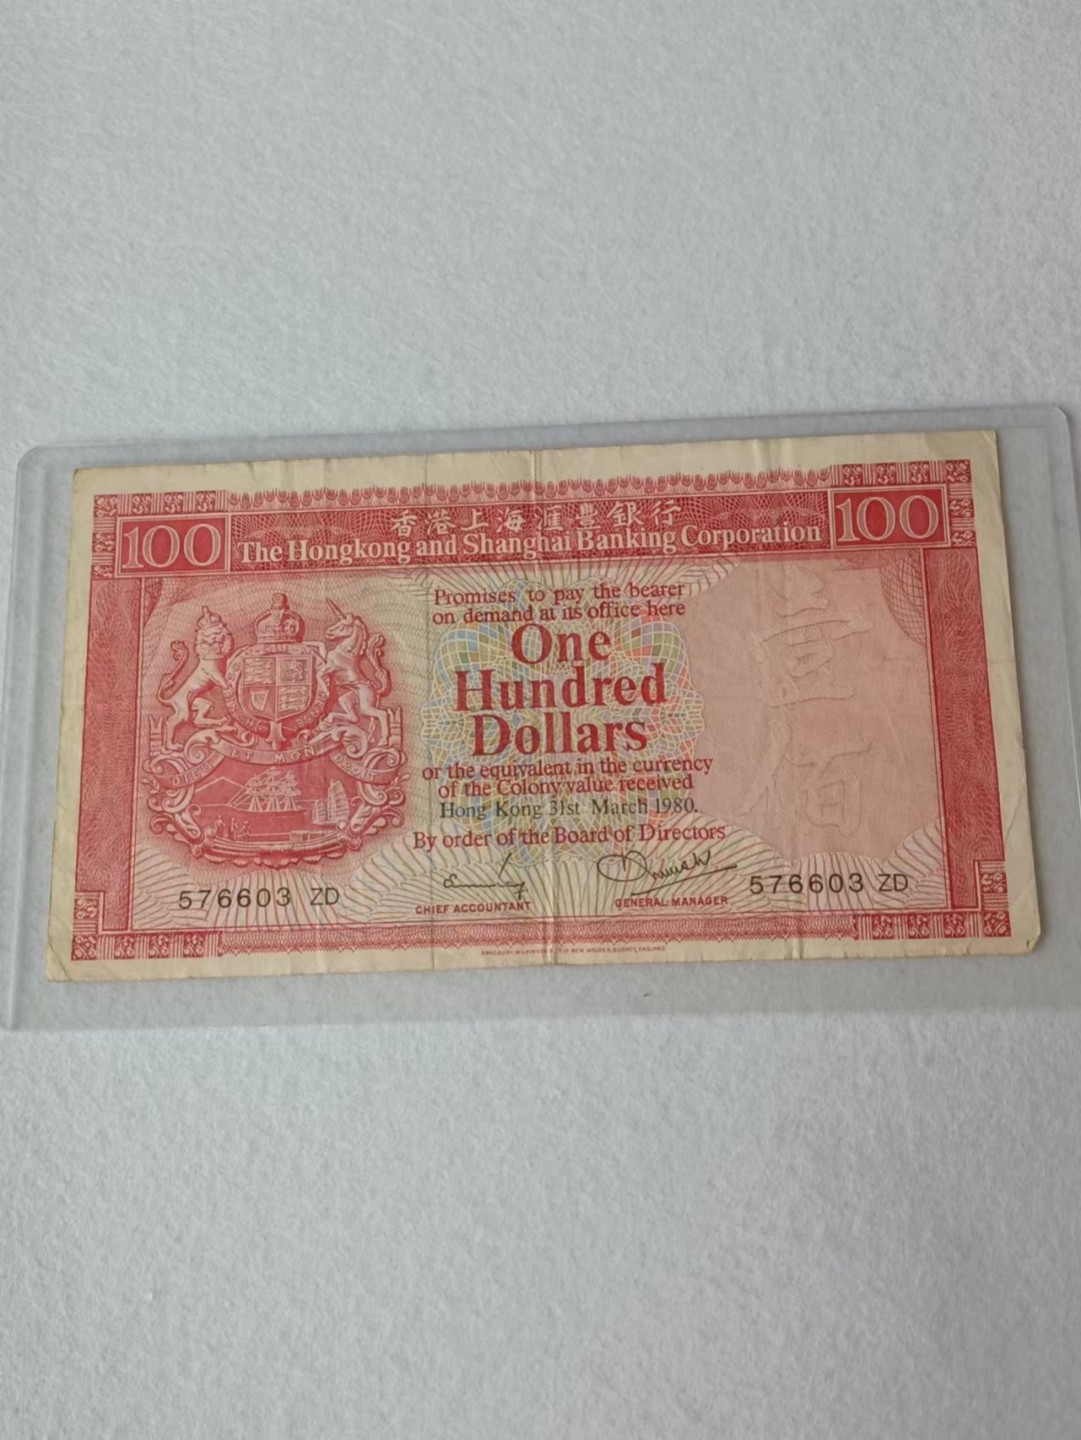 香港上海滙豐銀行
100 The Hongkong and Shanghai Banking Corporation 100
Promises to pay the bearer
on demand at its office here
One
Hundred
Dollars
or the equivalent in the currency
of the Colony value received
Hong Kong 31st March 1980.
By order of the Board of Directors
576603 ZD
CHIEF ACCOUNTANT
GENERAL MANAGER
576603 ZD
壹
佰